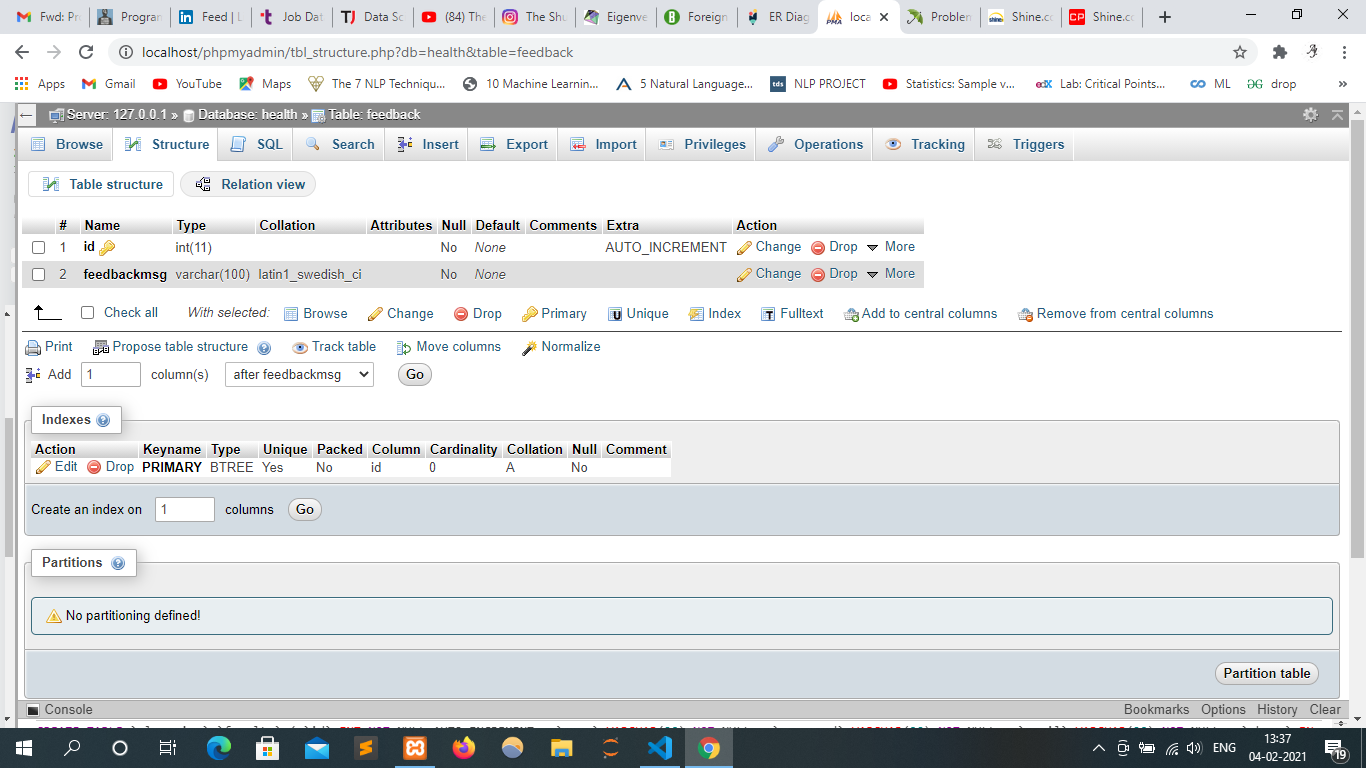 Fwd: Pr
Progran
Feed | L
Job Dat
Data Sc
(84) The
The Shu
Eigenve
Foreign
ER Diag
loca
Problen
Shine.co
Shine.cc
localhost/phpmyadmin/tbl_structure.php?db=health&table=feedback
Apps
Gmail
YouTube
Maps
The 7 NLP Techniqu...
10 Machine Learnin...
5 Natural Language...
NLP PROJECT
Statistics: Sample v...
Lab: Critical Points...
ML
drop
Server: 127.0.0.1 » Database: health » Table: feedback
Browse Structure SQL Search Insert Export Import Privileges Operations Tracking Triggers
Table structure Relation view
# Name Type Collation Attributes Null Default Comments Extra Action
1 id int(11) No None AUTO_INCREMENT Change Drop More
2 feedbackmsg varchar(100) latin1_swedish_ci No None Change Drop More
Check all With selected: Browse Change Drop Primary Unique Index Fulltext Add to central columns Remove from central columns
Print Propose table structure Track table Move columns Normalize
Add 1 column(s) after feedbackmsg Go
Indexes
Action Keyname Type Unique Packed Column Cardinality Collation Null Comment
Edit Drop PRIMARY BTREE Yes No id 0 A No
Create an index on 1 columns Go
Partitions
No partitioning defined!
Partition table
Console Bookmarks Options History Clear
ENG
13:37
04-02-2021
19